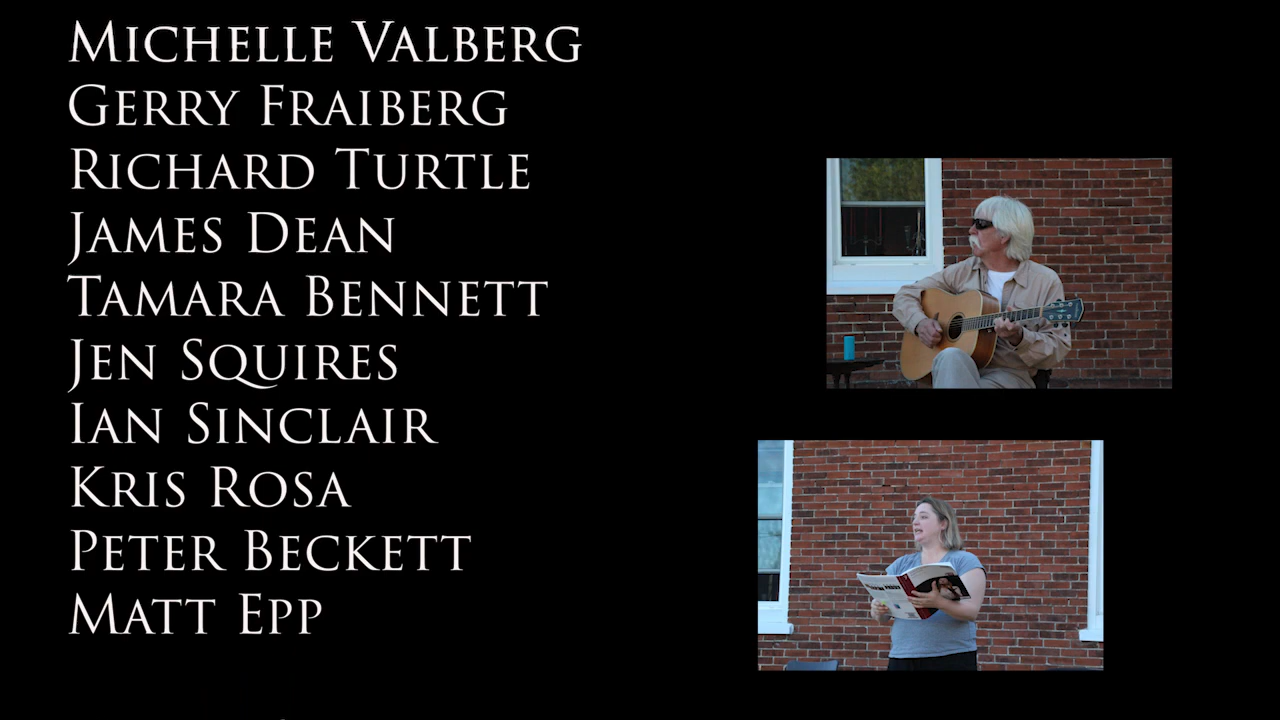 Michelle Valberg
Gerry Fraiberg
Richard Turtle
James Dean
Tamara Bennett
Jen Squires
Ian Sinclair
Kris Rosa
Peter Beckett
Matt Epp